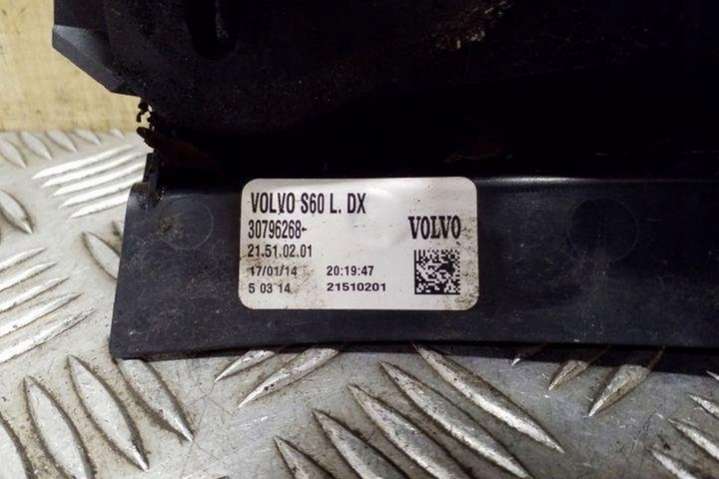 VOLVO S60 L. DX
30796268-
VOLVO
21.51.02.01
17/01/14 20:19:47
5 03 14 21510201